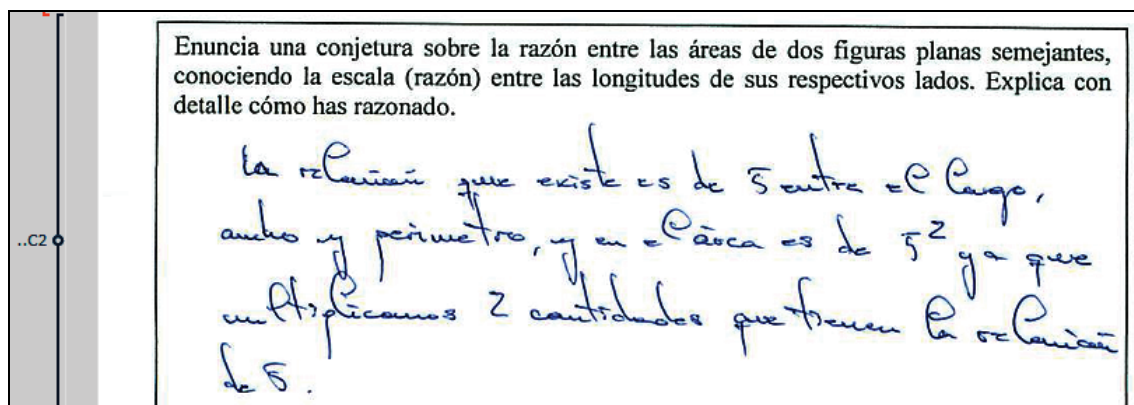 Enuncia una conjetura sobre la razón entre las áreas de dos figuras planas semejantes,
conociendo la escala (razón) entre las longitudes de sus respectivos lados. Explica con
detalle cómo has razonado.
La relación que existe es de 5 entre el largo,
ancho y perímetro, y en el área es de 5² ya que
multiplicamos 2 cantidades que tienen la relación
de 5.
..C2